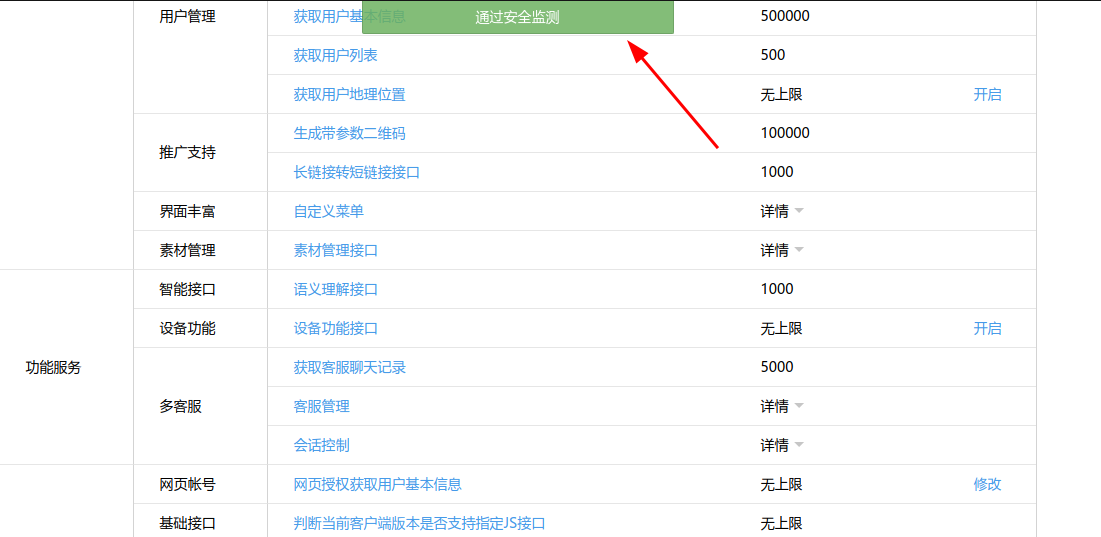 用户管理 获取用户基本信息 500000
通过安全监测
获取用户列表 500
获取用户地理位置 无上限 开启
推广支持
生成带参数二维码 100000
长链接转短链接接口 1000
界面丰富 自定义菜单 详情
素材管理 素材管理接口 详情
功能服务
智能接口 语义理解接口 1000
设备功能 设备功能接口 无上限 开启
多客服
获取客服聊天记录 5000
客服管理 详情
会话控制 详情
网页帐号 网页授权获取用户基本信息 无上限 修改
基础接口 判断当前客户端版本是否支持指定JS接口 无上限